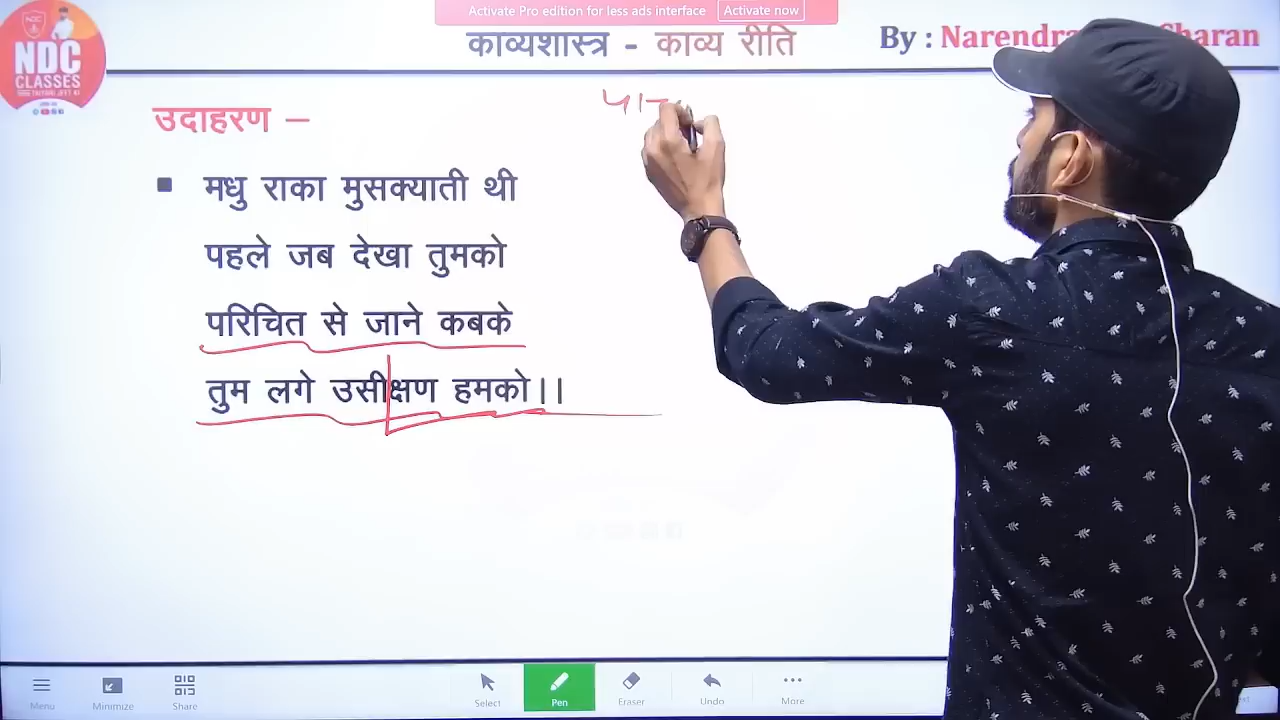 Activate Pro edition for less ads interface Activate now
काव्यशास्त्र - काव्य रीति
By : Narendra Charan
NDC
CLASSES
उदाहरण –
मधु राका मुसक्याती थी
पहले जब देखा तुमको
परिचित से जाने कबके
तुम लगे उसीक्षण हमको।।
Menu Minimize Share Select Pen Eraser Undo More